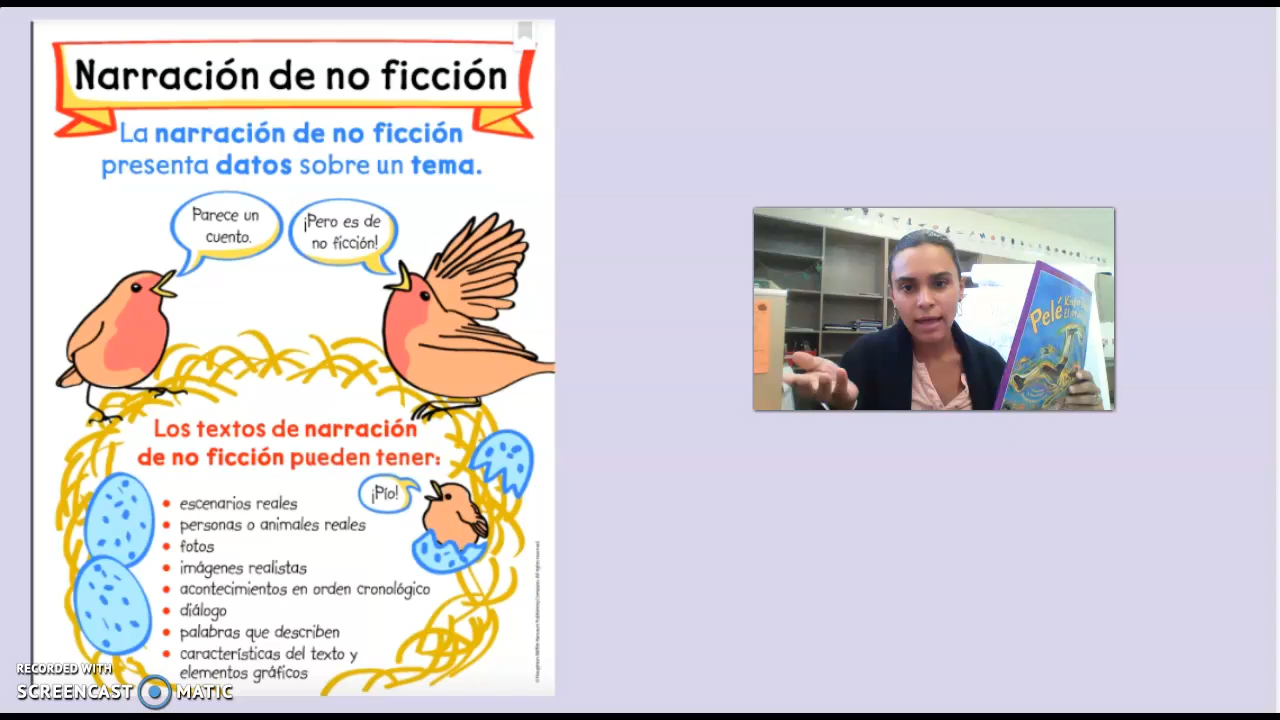 Narración de no ficción
La narración de no ficción
presenta datos sobre un tema.
Parece un
cuento.
¡Pero es de
no ficción!
Los textos de narración
de no ficción pueden tener:
¡Pío!
• escenarios reales
• personas o animales reales
• fotos
• imágenes realistas
• acontecimientos en orden cronológico
• diálogo
• palabras que describen
• características del texto y
elementos gráficos
Pelé
RECORDED WITH
SCREENCAST MATIC